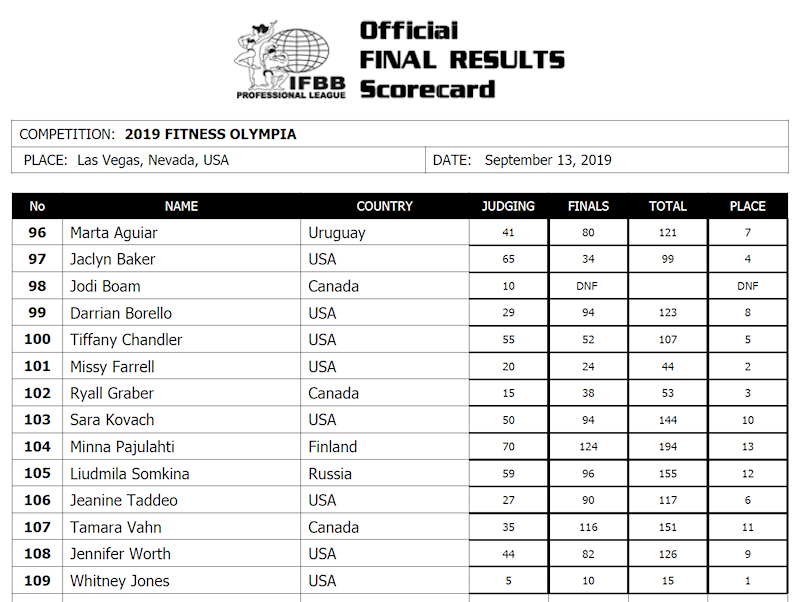 Official
FINAL RESULTS
Scorecard
IFBB
PROFESSIONAL LEAGUE
COMPETITION: 2019 FITNESS OLYMPIA
PLACE: Las Vegas, Nevada, USA DATE: September 13, 2019
No NAME COUNTRY JUDGING FINALS TOTAL PLACE
96 Marta Aguiar Uruguay 41 80 121 7
97 Jaclyn Baker USA 65 34 99 4
98 Jodi Boam Canada 10 DNF DNF
99 Darrian Borello USA 29 94 123 8
100 Tiffany Chandler USA 55 52 107 5
101 Missy Farrell USA 20 24 44 2
102 Ryall Graber Canada 15 38 53 3
103 Sara Kovach USA 50 94 144 10
104 Minna Pajulahti Finland 70 124 194 13
105 Liudmila Somkina Russia 59 96 155 12
106 Jeanine Taddeo USA 27 90 117 6
107 Tamara Vahn Canada 35 116 151 11
108 Jennifer Worth USA 44 82 126 9
109 Whitney Jones USA 5 10 15 1